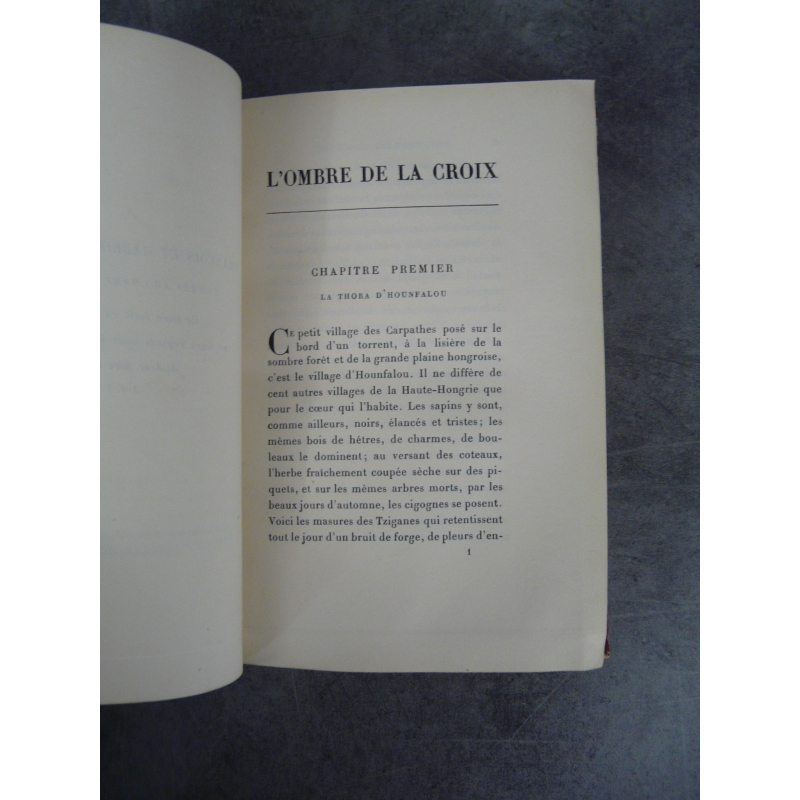 L'OMBRE DE LA CROIX
CHAPITRE PREMIER
LA THORA D'HOUNFALOU
CE petit village des Carpathes posé sur le
bord d'un torrent, à la lisière de la
sombre forêt et de la grande plaine hongroise,
c'est le village d'Hounfalou. Il ne diffère de
cent autres villages de la Haute-Hongrie que
pour le cœur qui l'habite. Les sapins y sont,
comme ailleurs, noirs, élancés et tristes; les
mêmes bois de hêtres, de charmes, de bou-
leaux le dominent; au versant des coteaux,
l'herbe fraîchement coupée sèche sur des pi-
quets, et sur les mêmes arbres morts, par les
beaux jours d'automne, les cigognes se posent.
Voici les masures des Tziganes qui retentissent
tout le jour d'un bruit de forge, de pleurs d'en-
1